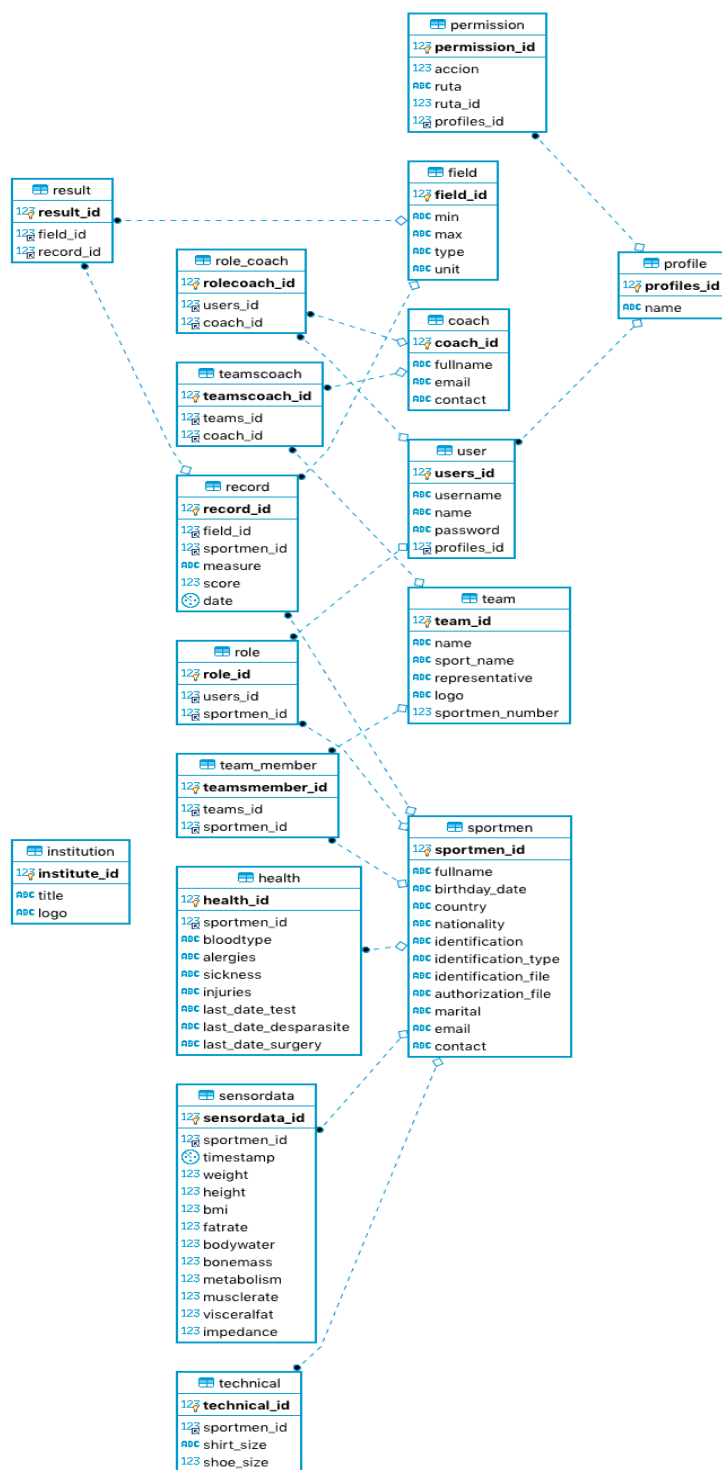 permission
permission_id
accion
ruta
ruta_id
profiles_id
result
result_id
field_id
record_id
field
field_id
min
max
type
unit
role_coach
rolecoach_id
users_id
coach_id
profile
profiles_id
name
coach
coach_id
fullname
email
contact
teamscoach
teamscoach_id
teams_id
coach_id
user
users_id
username
name
password
profiles_id
record
record_id
field_id
sportmen_id
measure
score
date
team
team_id
name
sport_name
representative
logo
sportmen_number
role
role_id
users_id
sportmen_id
team_member
teamsmember_id
teams_id
sportmen_id
institution
institute_id
title
logo
sportmen
sportmen_id
fullname
birthday_date
country
nationality
identification
identification_type
identification_file
authorization_file
marital
email
contact
health
health_id
sportmen_id
bloodtype
alergies
sickness
injuries
last_date_test
last_date_desparasite
last_date_surgery
sensordata
sensordata_id
sportmen_id
timestamp
weight
height
bmi
fatrate
bodywater
bonemass
metabolism
musclerate
visceralfat
impedance
technical
technical_id
sportmen_id
shirt_size
shoe_size